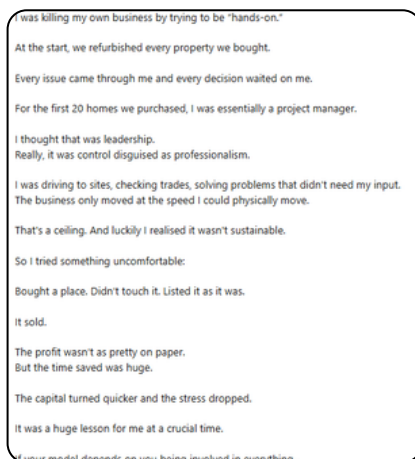 I was killing my own business by trying to be "hands-on."
At the start, we refurbished every property we bought.
Every issue came through me and every decision waited on me.
For the first 20 homes we purchased, I was essentially a project manager.
I thought that was leadership.
Really, it was control disguised as professionalism.
I was driving to sites, checking trades, solving problems that didn't need my input.
The business only moved at the speed I could physically move.
That's a ceiling. And luckily I realised it wasn't sustainable.
So I tried something uncomfortable:
Bought a place. Didn't touch it. Listed it as it was.
It sold.
The profit wasn't as pretty on paper.
But the time saved was huge.
The capital turned quicker and the stress dropped.
It was a huge lesson for me at a crucial time.
If your model depends on you being involved in everything